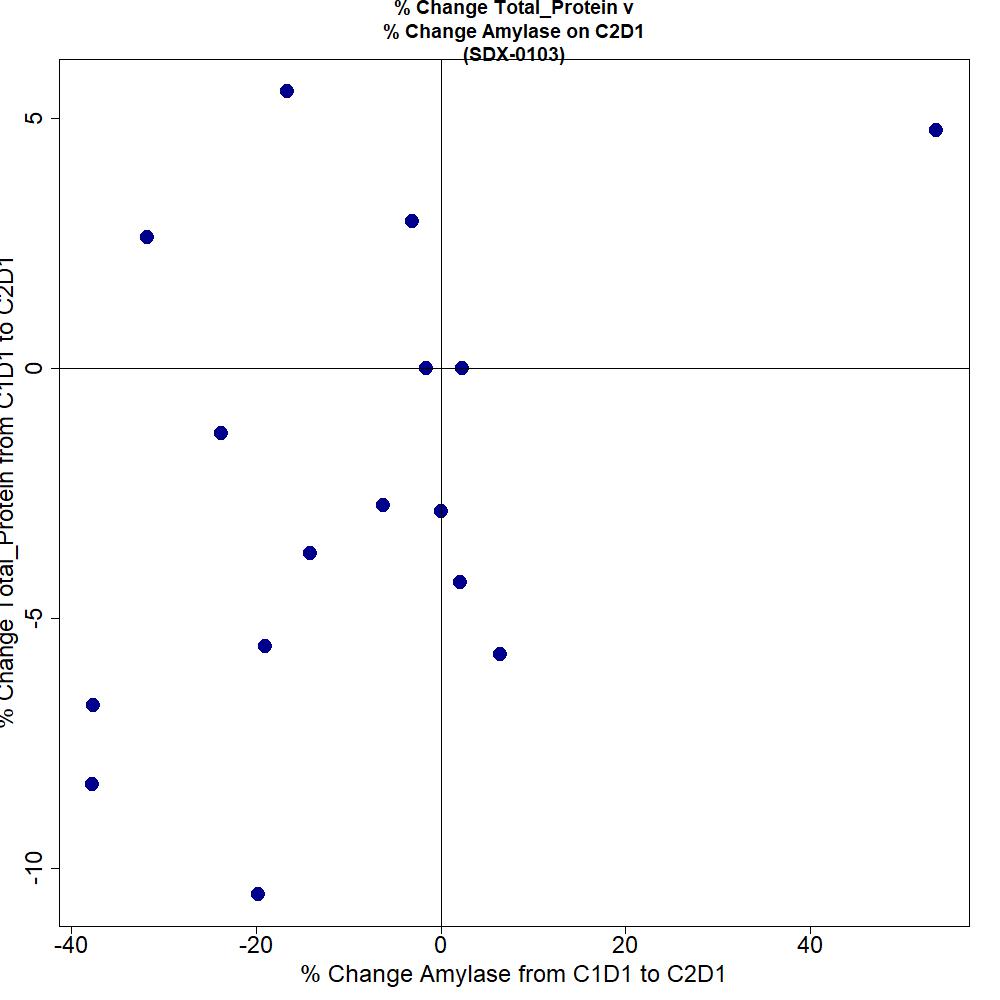 % Change Total_Protein v
% Change Amylase on C2D1
(SDX-0103)
5
0
-5
-10
% Change Total_Protein from C1D1 to C2D1
-40
-20
0
20
40
% Change Amylase from C1D1 to C2D1